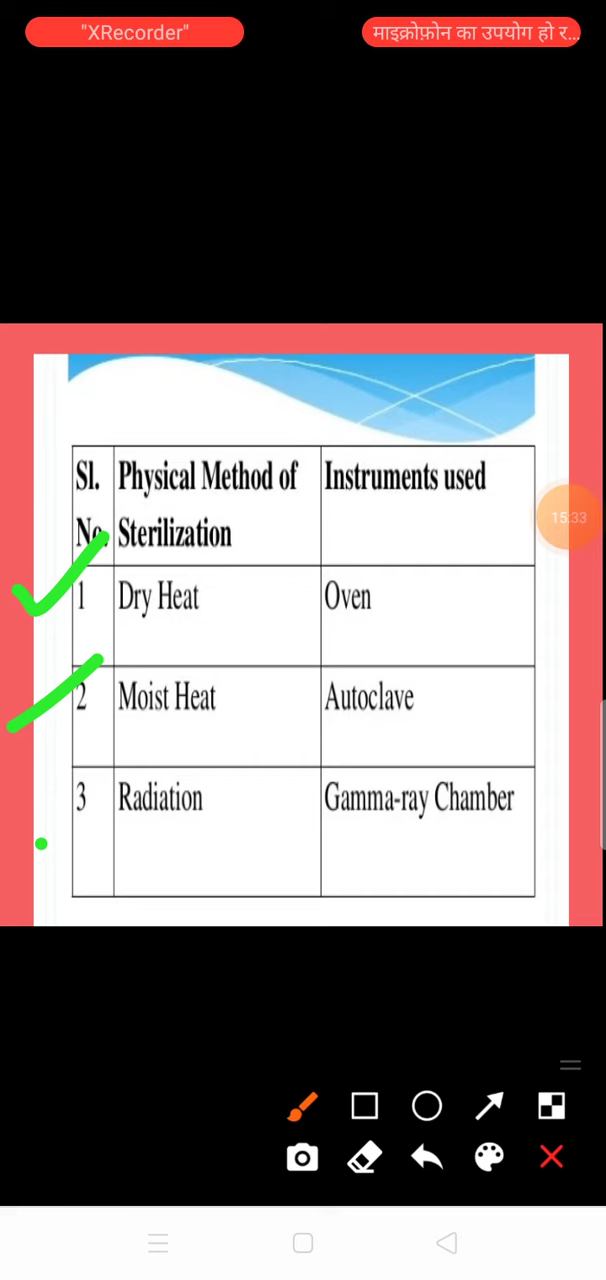 "XRecorder"
माइक्रोफ़ोन का उपयोग हो र...
Sl. Physical Method of Instruments used
No. Sterilization
15:33
1 Dry Heat Oven
2 Moist Heat Autoclave
3 Radiation Gamma-ray Chamber